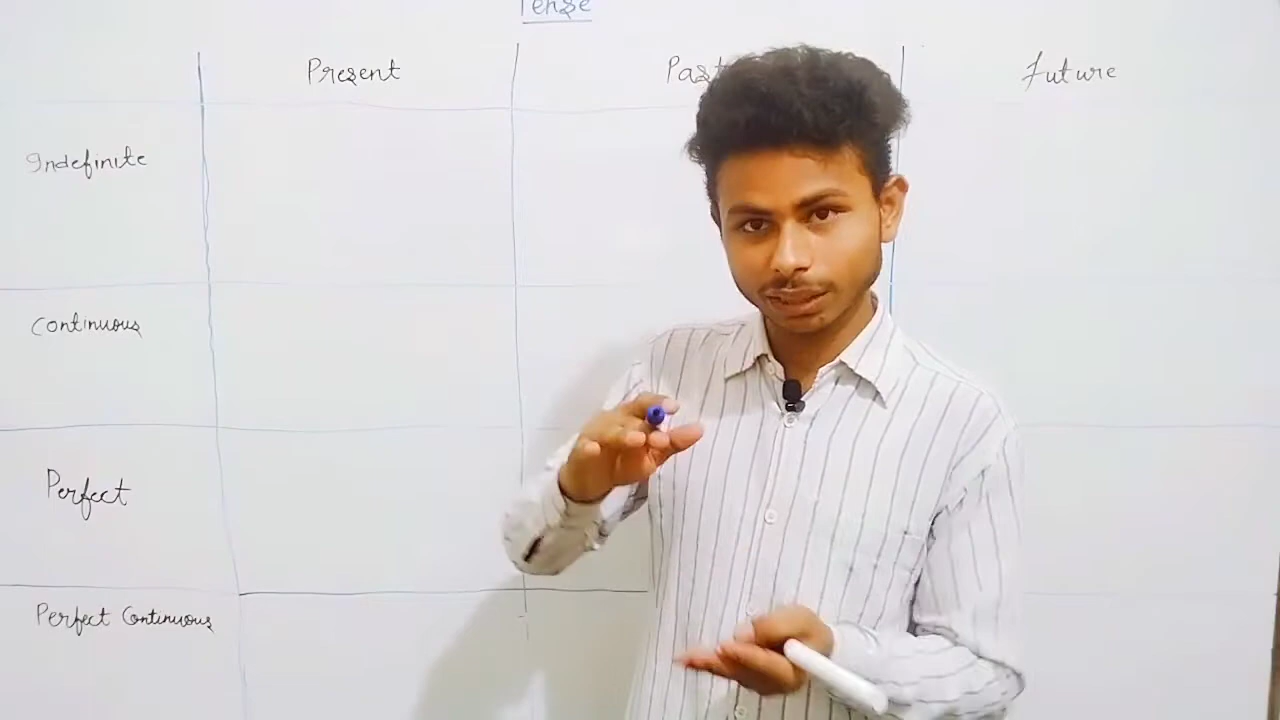 Tense
Present Past Future
Indefinite
Continuous
Perfect
Perfect Continuous